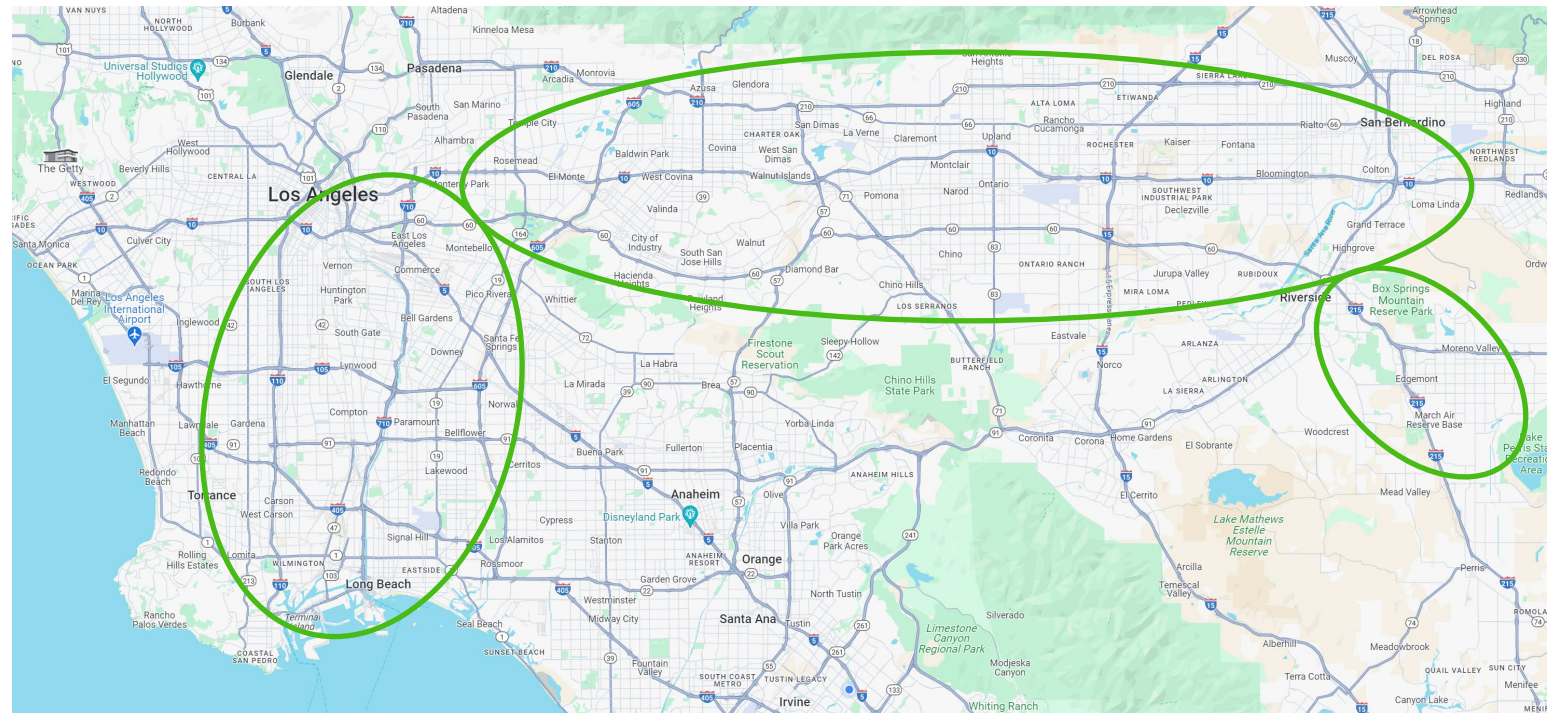 VAN NUYS
NORTH
HOLLYWOOD
Burbank
Altadena
Kinneloa Mesa
Arrowhead
Springs
Universal Studios
Hollywood
Glendale
Pasadena
Arcadia
Monrovia
Azusa
Glendora
Heights
SIERRA LAKE
Muscoy
DEL ROSA
Highland
South
Pasadena
San Marino
Temple City
Alhambra
Rosemead
El Monte
Baldwin Park
Covina
West Covina
CHARTER OAK
West San
Dimas
San Dimas
La Verne
Walnut Islands
Claremont
Upland
Montclair
ALTA LOMA
Rancho
Cucamonga
ETIWANDA
ROCHESTER
Kaiser
Fontana
Rialto
San Bernardino
NORTHWEST
REDLANDS
Redlands
Bloomington
Colton
Loma Linda
The Getty
West
Hollywood
Beverly Hills
WESTWOOD
CENTRAL LA
Los Angeles
Monterey Park
Culver City
Santa Monica
OCEAN PARK
East Los
Angeles
Montebello
Valinda
City of
Industry
South San
Jose Hills
Walnut
Pomona
Narod
Ontario
SOUTHWEST
INDUSTRIAL PARK
Declezville
Santa Ana River
Grand Terrace
Highgrove
Marina
Del Rey
Los Angeles
International
Airport
Inglewood
SOUTH LOS
ANGELES
Vernon
Huntington
Park
Commerce
Bell Gardens
Pico Rivera
Whittier
Hacienda
Heights
Rowland
Heights
Diamond Bar
Chino
Chino Hills
LOS SERRANOS
ONTARIO RANCH
Jurupa Valley
RUBIDOUX
MIRA LOMA
PEDLEY
Riverside
Box Springs
Mountain
Reserve Park
I-15 Express Lanes
South Gate
Downey
Santa Fe
Springs
El Segundo
Hawthorne
Lynwood
La Mirada
La Habra
Brea
Firestone
Scout
Reservation
Sleepy Hollow
Chino Hills
State Park
BUTTERFIELD
RANCH
Eastvale
Norco
ARLANZA
LA SIERRA
ARLINGTON
Moreno Valley
Edgemont
March Air
Reserve Base
Woodcrest
Manhattan
Beach
Lawndale
Gardena
Compton
Paramount
Bellflower
Norwalk
Cerritos
Lakewood
Buena Park
Fullerton
Placentia
Yorba Linda
ANAHEIM HILLS
Coronita
Corona
Home Gardens
El Sobrante
Mead Valley
Redondo
Beach
Torrance
Carson
West Carson
Signal Hill
Cypress
Disneyland Park
Anaheim
Olive
Villa Park
Orange
Park Acres
El Cerrito
Lake Mathews
Estelle
Mountain
Reserve
Rolling
Hills Estates
Lomita
WILMINGTON
Long Beach
EASTSIDE
Los Alamitos
Rossmoor
Stanton
ANAHEIM
RESORT
Orange
Garden Grove
Westminster
Midway City
Santa Ana
Tustin
North Tustin
Silverado
Limestone
Canyon
Regional Park
Modjeska
Canyon
Arcilla
Temescal
Valley
Perris
Rancho
Palos Verdes
Terminal
Island
COASTAL
SAN PEDRO
Seal Beach
SUNSET BEACH
Fountain
Valley
SOUTH COAST
METRO
TUSTIN LEGACY
Irvine
Whiting Ranch
Alberhill
Meadowbrook
Terra Cotta
QUAIL VALLEY
SUN CITY
Menifee
Canyon Lake